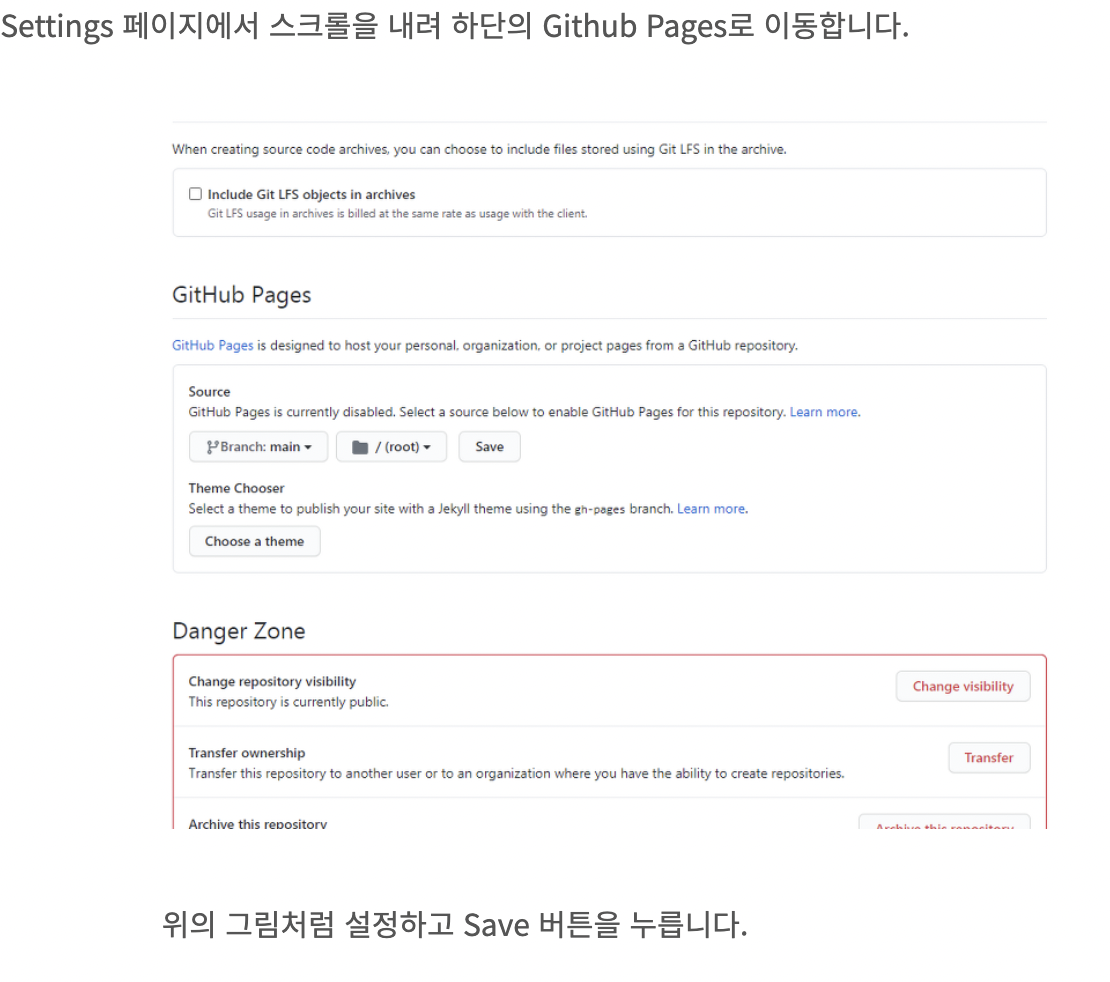 Settings 페이지에서 스크롤을 내려 하단의 Github Pages로 이동합니다.
When creating source code archives, you can choose to include files stored using Git LFS in the archive.
Include Git LFS objects in archives
Git LFS usage in archives is billed at the same rate as usage with the client.
GitHub Pages
GitHub Pages is designed to host your personal, organization, or project pages from a GitHub repository.
Source
GitHub Pages is currently disabled. Select a source below to enable GitHub Pages for this repository. Learn more.
Branch: main / (root) Save
Theme Chooser
Select a theme to publish your site with a Jekyll theme using the gh-pages branch. Learn more.
Choose a theme
Danger Zone
Change repository visibility
This repository is currently public.
Change visibility
Transfer ownership
Transfer this repository to another user or to an organization where you have the ability to create repositories.
Transfer
Archive this repository
Archive this repository
위의 그림처럼 설정하고 Save 버튼을 누릅니다.